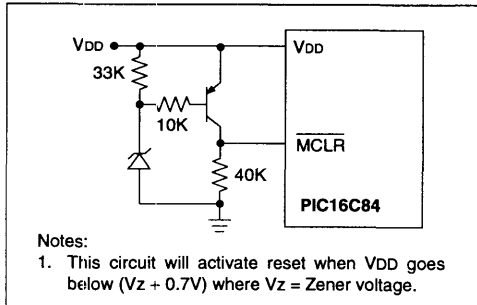 VDD VDD
33K
10K
MCLR
40K
PIC16C84
Notes:
1. This circuit will activate reset when VDD goes
below (Vz + 0.7V) where Vz = Zener voltage.